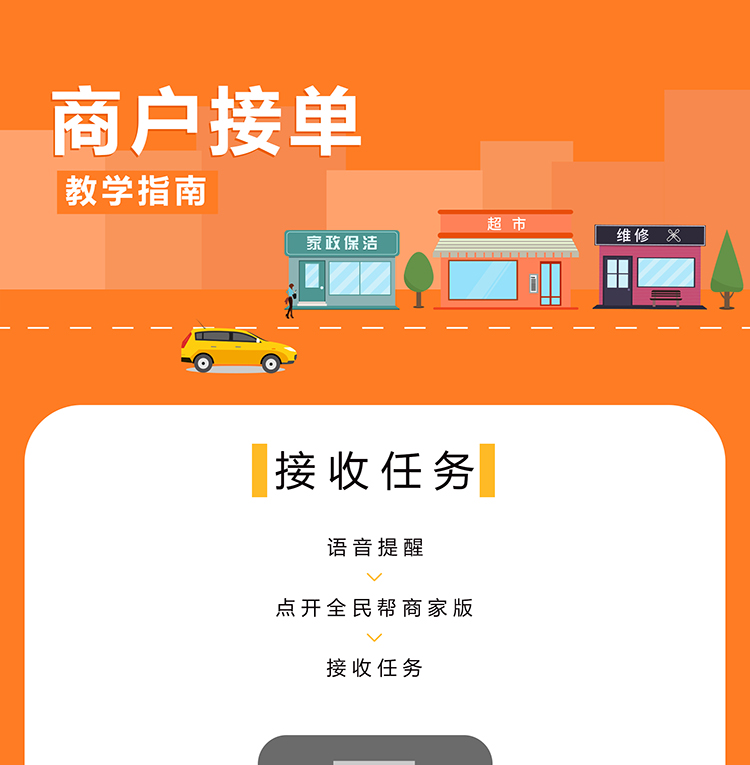 商户接单
教学指南
家政保洁
超市
维修
接收任务
语音提醒
点开全民帮商家版
接收任务